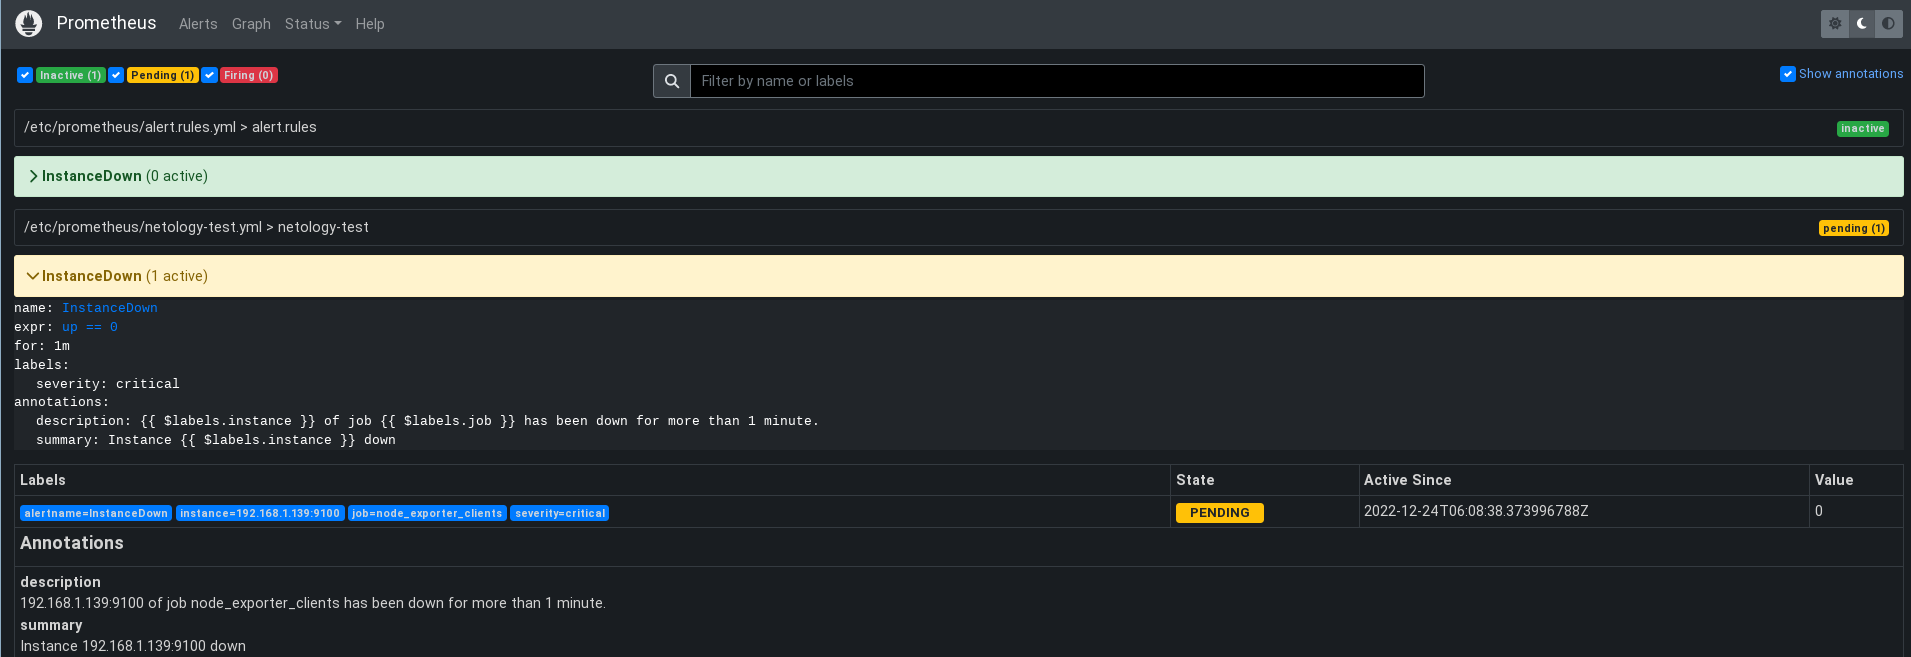 Prometheus Alerts Graph Status Help
Inactive (1) Pending (1) Firing (0)
Filter by name or labels
Show annotations
/etc/prometheus/alert.rules.yml > alert.rules
inactive
InstanceDown (0 active)
/etc/prometheus/netology-test.yml > netology-test
pending (1)
InstanceDown (1 active)
name: InstanceDown
expr: up == 0
for: 1m
labels:
severity: critical
annotations:
description: {{ $labels.instance }} of job {{ $labels.job }} has been down for more than 1 minute.
summary: Instance {{ $labels.instance }} down
Labels State Active Since Value
alertname=InstanceDown instance=192.168.1.139:9100 job=node_exporter_clients severity=critical PENDING 2022-12-24T06:08:38.373996788Z 0
Annotations
description
192.168.1.139:9100 of job node_exporter_clients has been down for more than 1 minute.
summary
Instance 192.168.1.139:9100 down